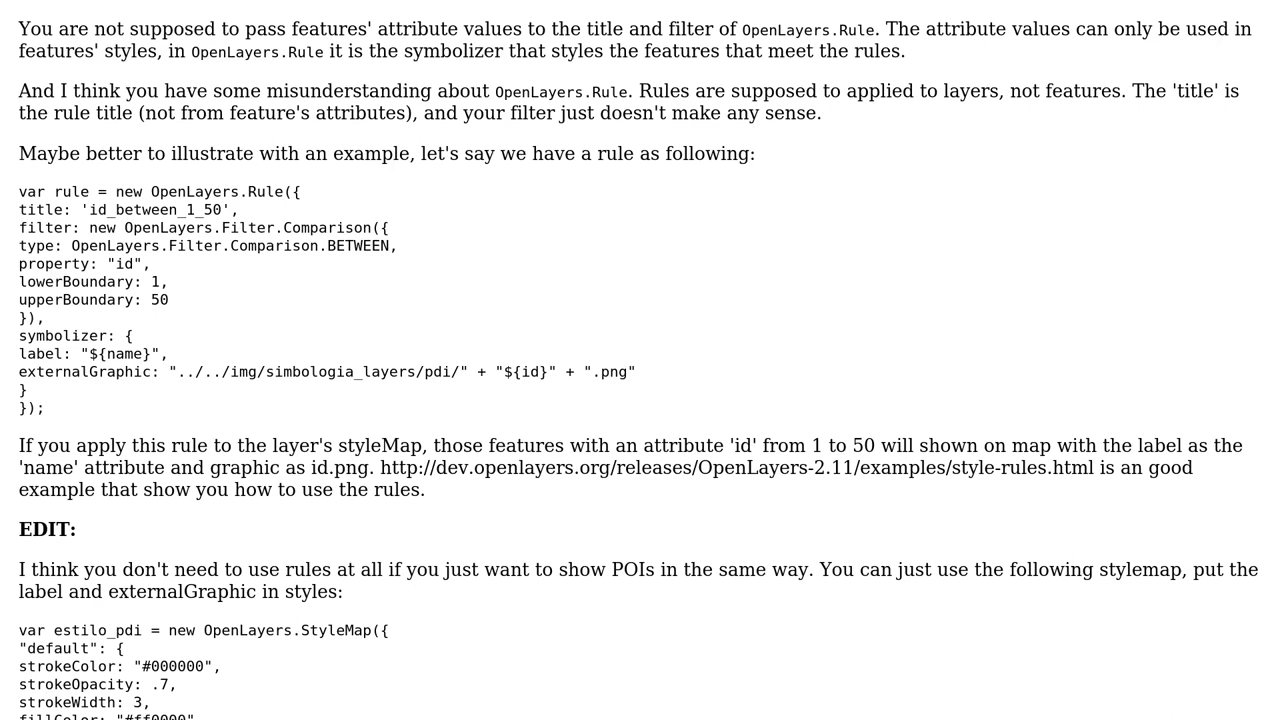 You are not supposed to pass features' attribute values to the title and filter of OpenLayers.Rule. The attribute values can only be used in
features' styles, in OpenLayers.Rule it is the symbolizer that styles the features that meet the rules.
And I think you have some misunderstanding about OpenLayers.Rule. Rules are supposed to applied to layers, not features. The 'title' is
the rule title (not from feature's attributes), and your filter just doesn't make any sense.
Maybe better to illustrate with an example, let's say we have a rule as following:
var rule = new OpenLayers.Rule({
title: 'id_between_1_50',
filter: new OpenLayers.Filter.Comparison({
type: OpenLayers.Filter.Comparison.BETWEEN,
property: "id",
lowerBoundary: 1,
upperBoundary: 50
}),
symbolizer: {
label: "${name}",
externalGraphic: "../../img/simbologia_layers/pdi/" + "${id}" + ".png"
}
});
If you apply this rule to the layer's styleMap, those features with an attribute 'id' from 1 to 50 will shown on map with the label as the
'name' attribute and graphic as id.png. http://dev.openlayers.org/releases/OpenLayers-2.11/examples/style-rules.html is an good
example that show you how to use the rules.
EDIT:
I think you don't need to use rules at all if you just want to show POIs in the same way. You can just use the following stylemap, put the
label and externalGraphic in styles:
var estilo_pdi = new OpenLayers.StyleMap({
"default": {
strokeColor: "#000000",
strokeOpacity: .7,
strokeWidth: 3,
fillColor: "#ff0000"